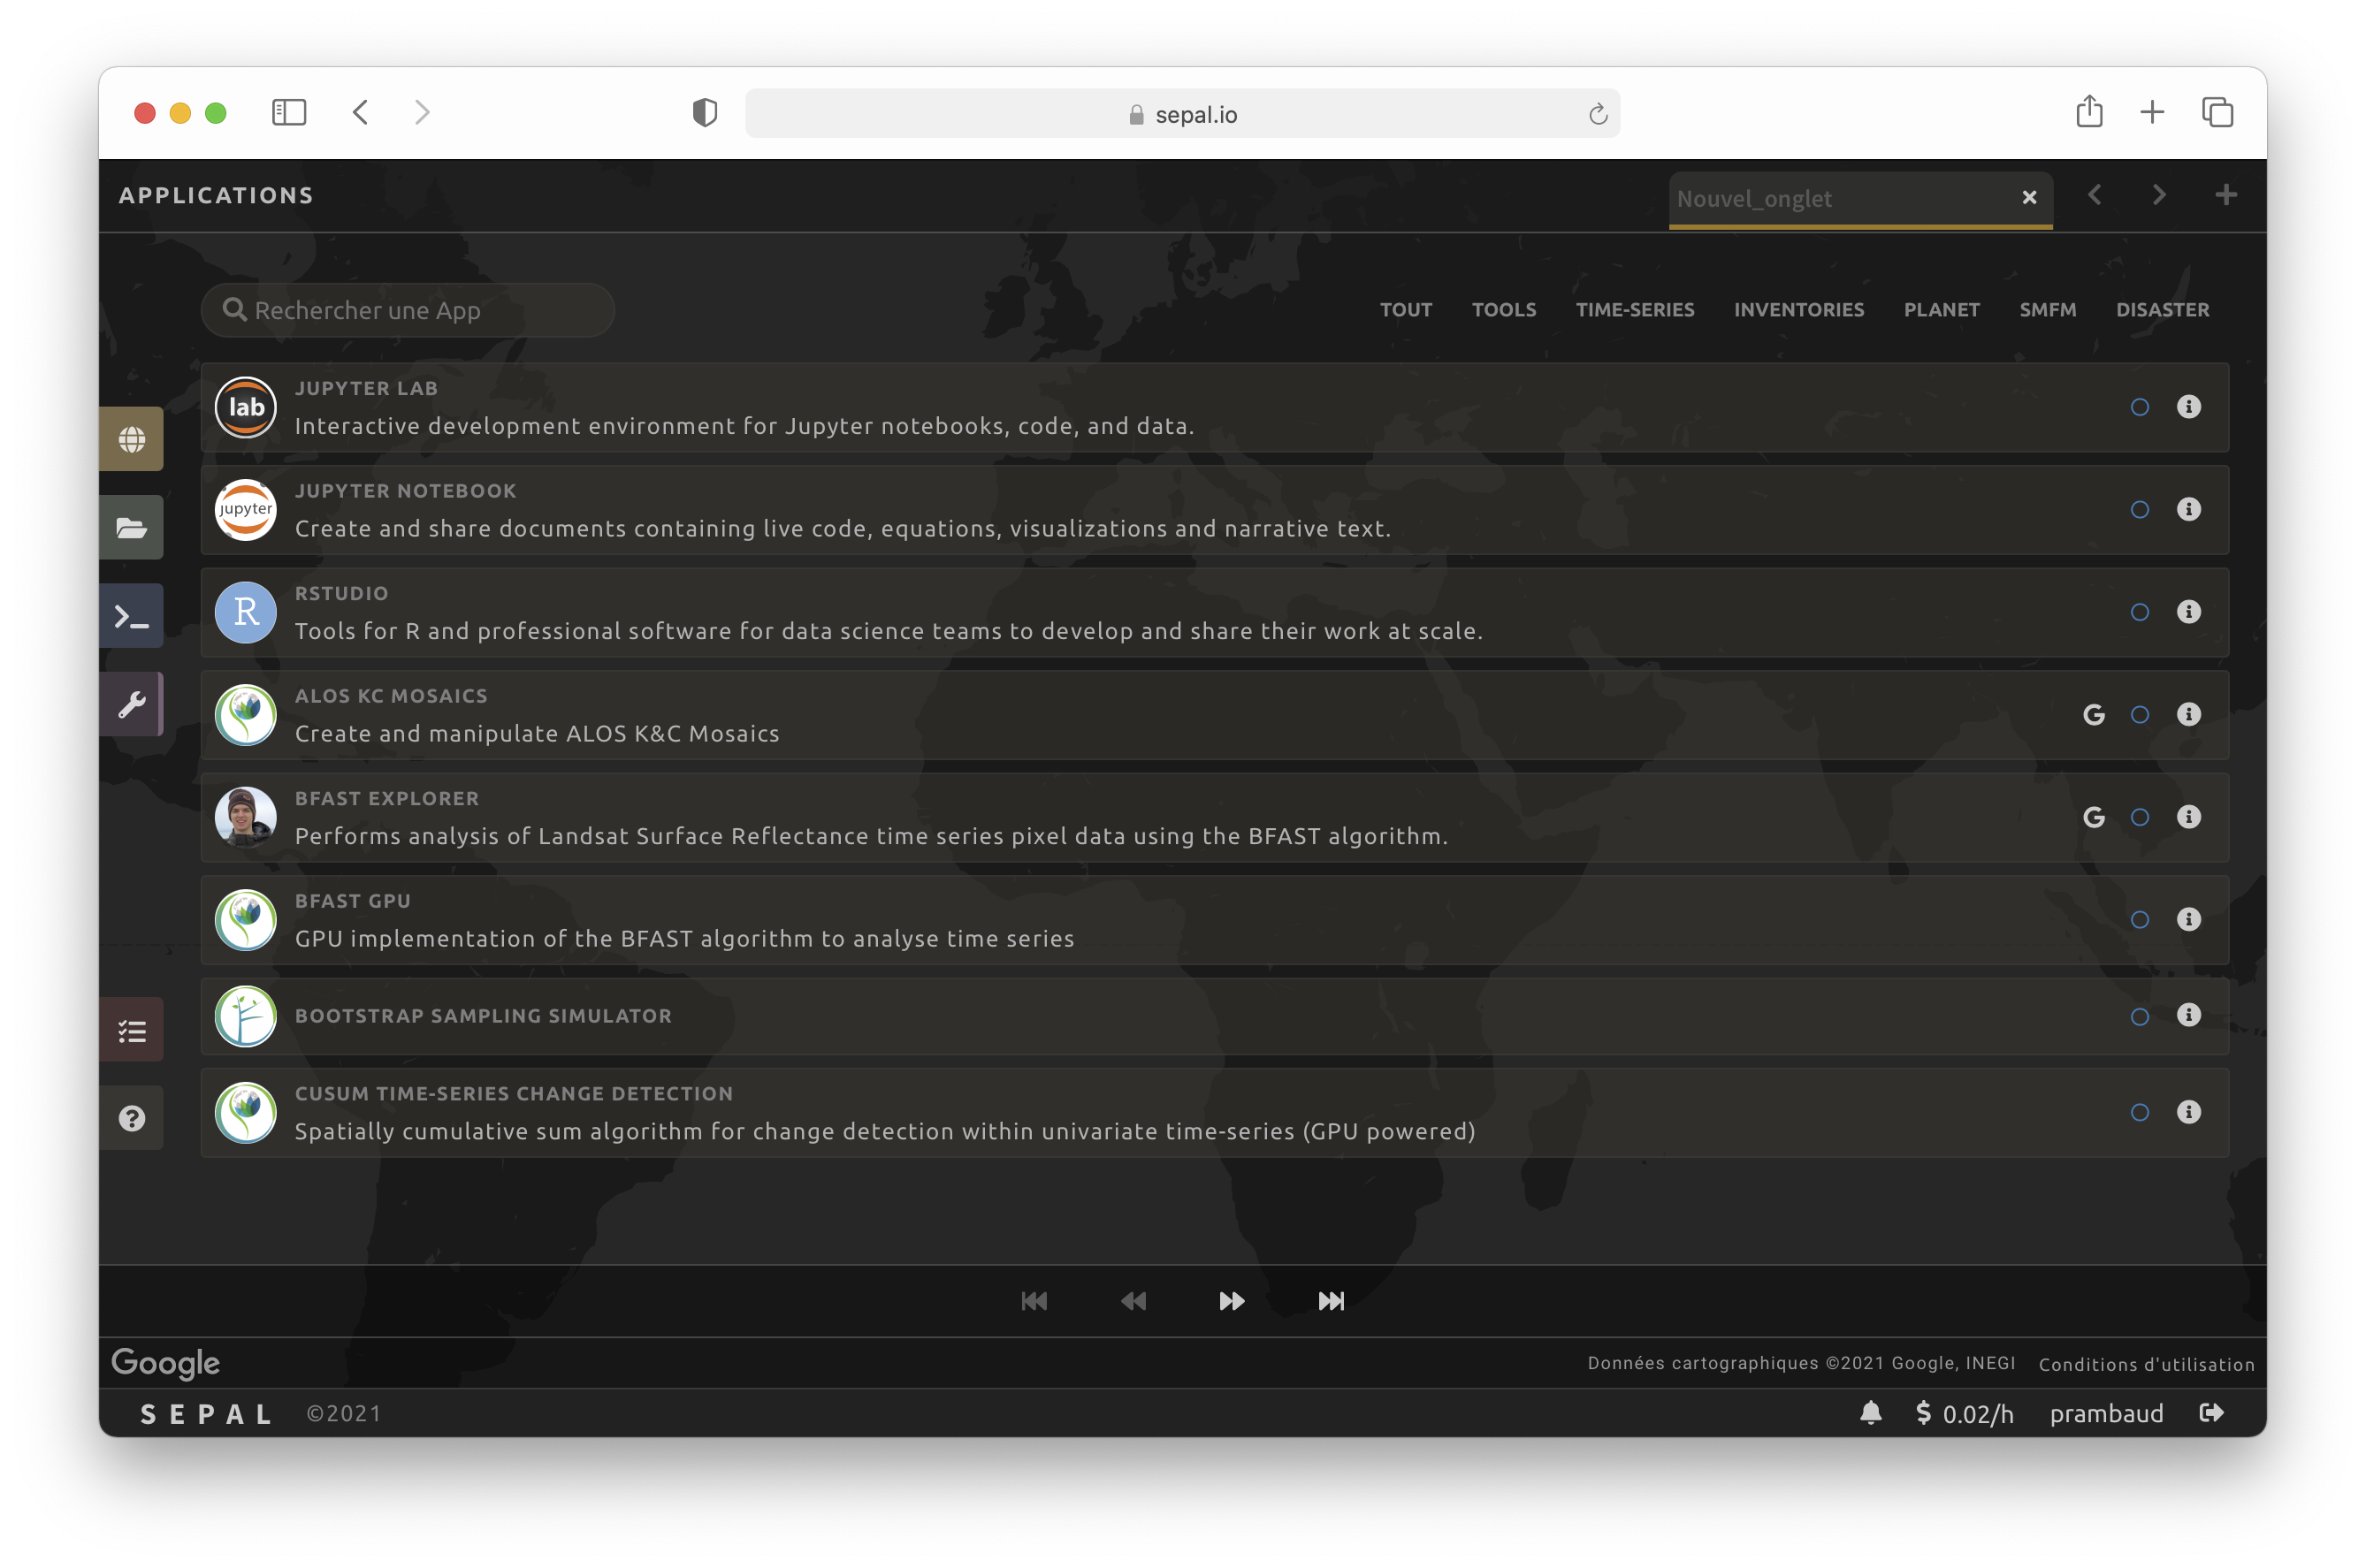 sepal.io
APPLICATIONS
Nouvel_onglet
Rechercher une App
TOUT TOOLS TIME-SERIES INVENTORIES PLANET SMFM DISASTER
lab
JUPYTER LAB
Interactive development environment for Jupyter notebooks, code, and data.
jupyter
JUPYTER NOTEBOOK
Create and share documents containing live code, equations, visualizations and narrative text.
R
RSTUDIO
Tools for R and professional software for data science teams to develop and share their work at scale.
ALOS KC MOSAICS
Create and manipulate ALOS K&C Mosaics
G
BFAST EXPLORER
Performs analysis of Landsat Surface Reflectance time series pixel data using the BFAST algorithm.
G
BFAST GPU
GPU implementation of the BFAST algorithm to analyse time series
BOOTSTRAP SAMPLING SIMULATOR
CUSUM TIME-SERIES CHANGE DETECTION
Spatially cumulative sum algorithm for change detection within univariate time-series (GPU powered)
Google
Données cartographiques ©2021 Google, INEGI Conditions d'utilisation
SEPAL ©2021
$ 0.02/h prambaud